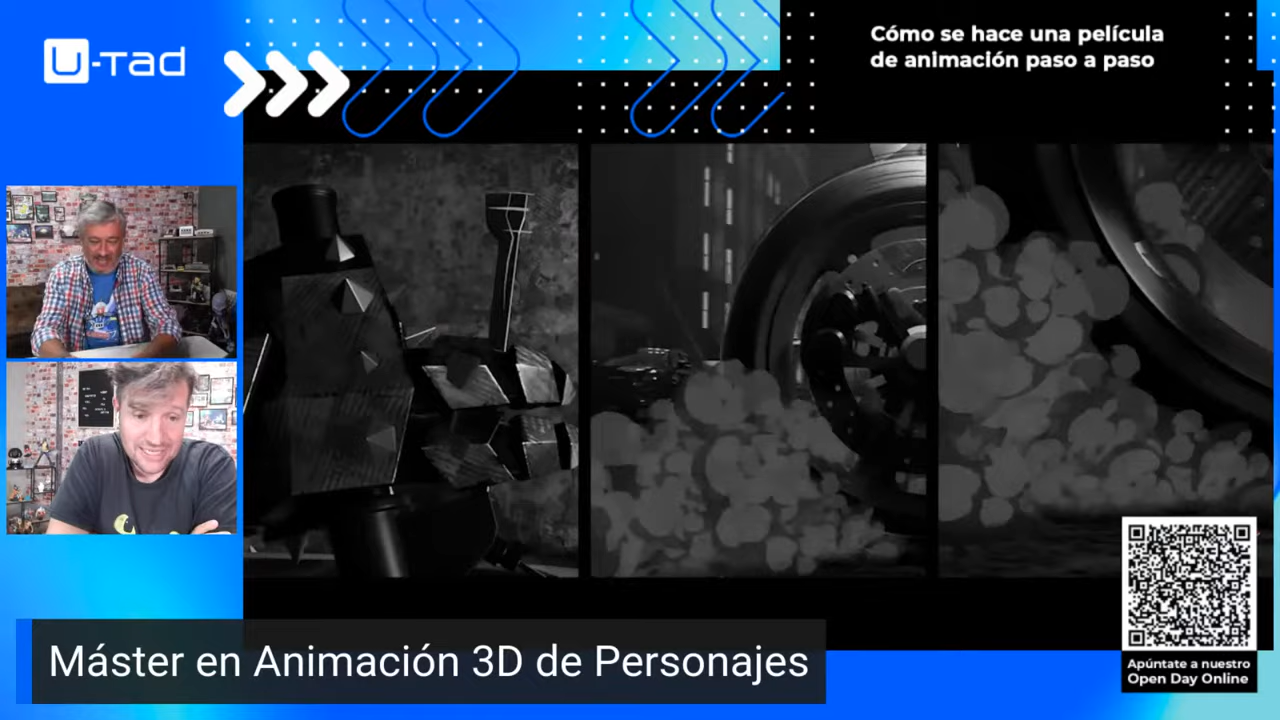 U-Tad
Cómo se hace una película
de animación paso a paso
Máster en Animación 3D de Personajes
Apúntate a nuestro
Open Day Online